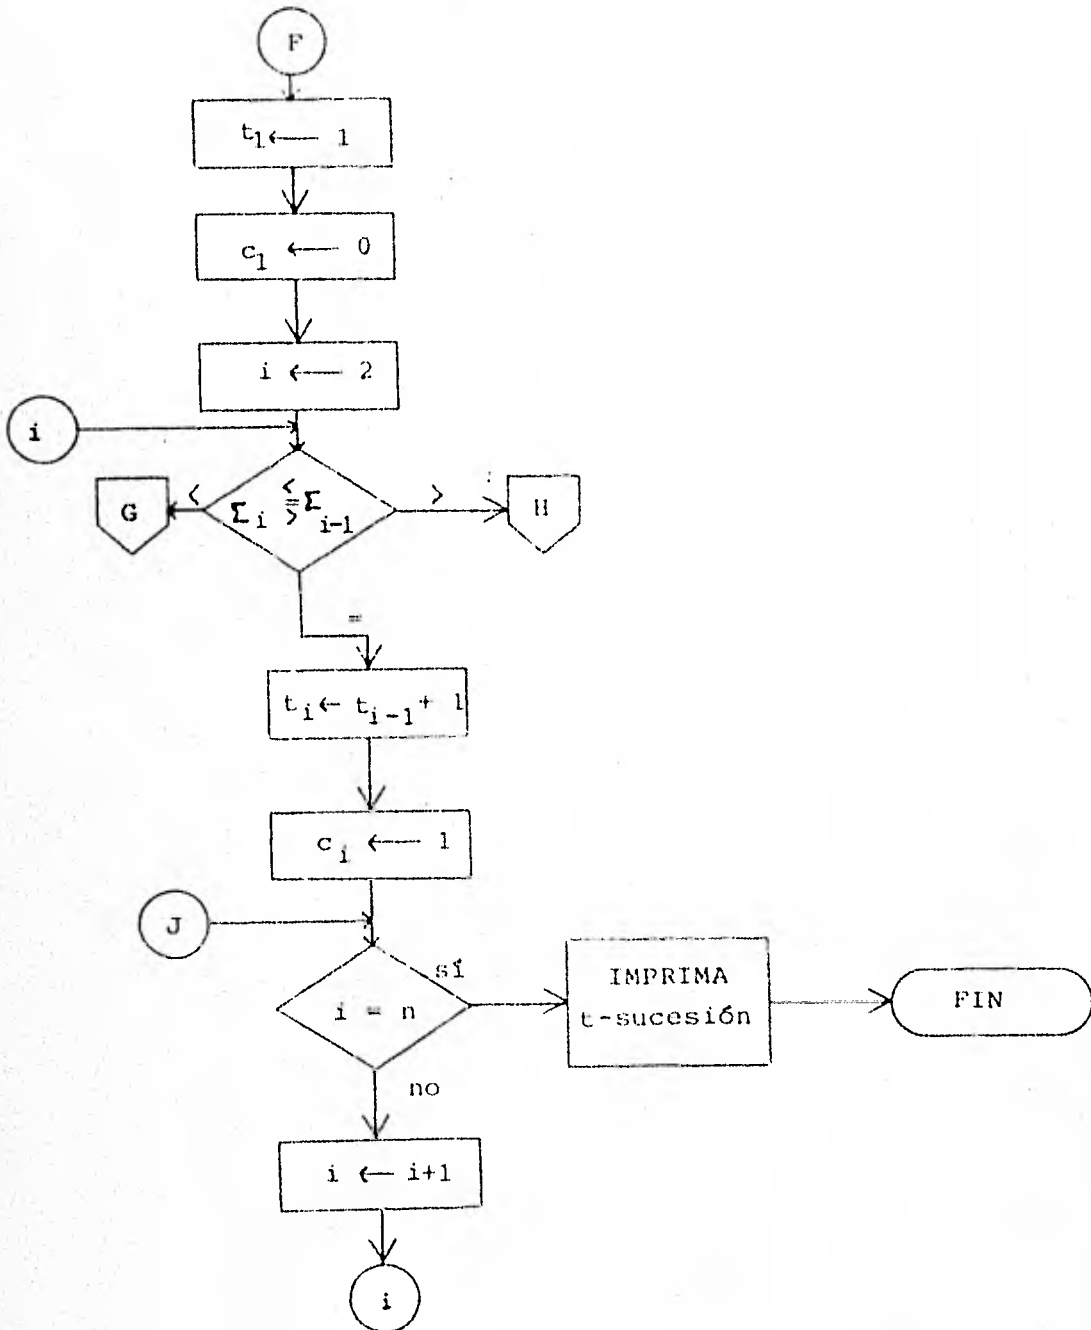 F
t₁ ← 1
c₁ ← 0
i ← 2
i
G
<
Σᵢ ⪋ Σᵢ₋₁
>
H
=
tᵢ ← tᵢ₋₁ + 1
cᵢ ← 1
J
i = n
sí
IMPRIMA
t-sucesión
FIN
no
i ← i+1
i